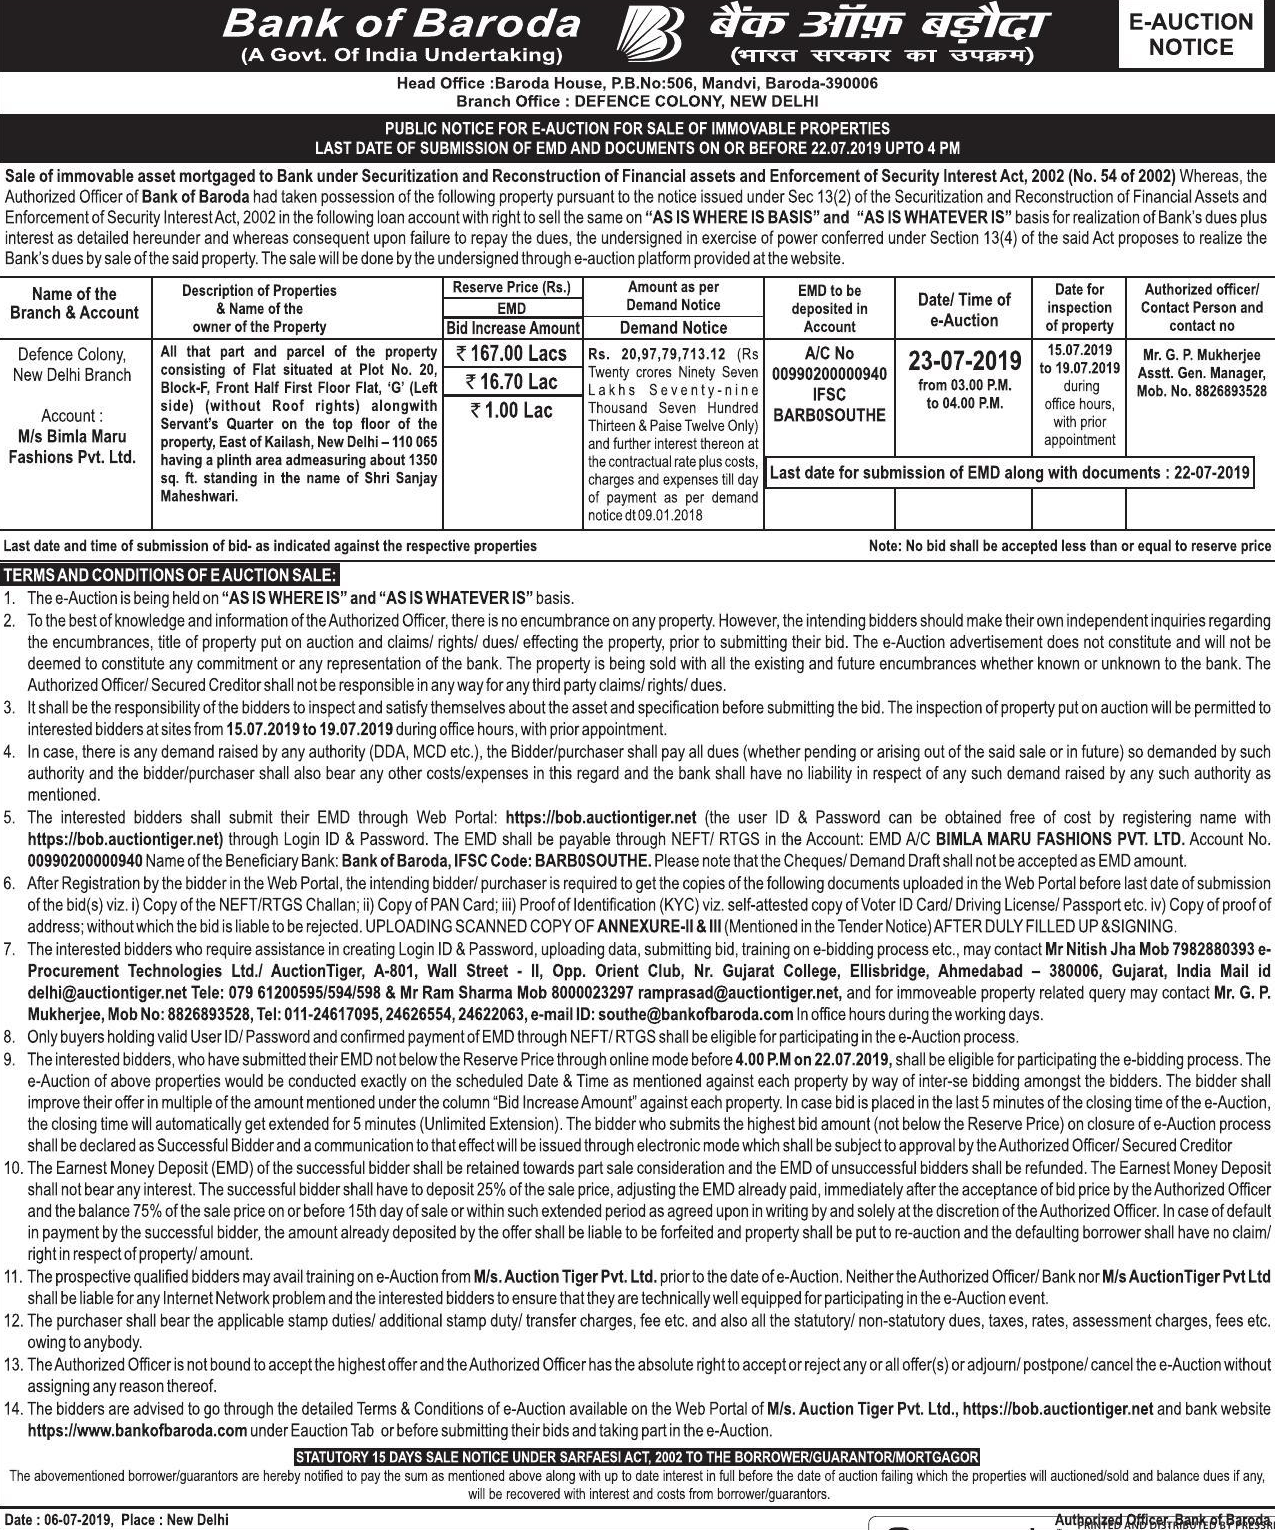 Bank of Baroda
(A Govt. Of India Undertaking)
बैंक ऑफ़ बड़ौदा
(भारत सरकार का उपक्रम)
E-AUCTION
NOTICE
Head Office :Baroda House, P.B.No:506, Mandvi, Baroda-390006
Branch Office : DEFENCE COLONY, NEW DELHI
PUBLIC NOTICE FOR E-AUCTION FOR SALE OF IMMOVABLE PROPERTIES
LAST DATE OF SUBMISSION OF EMD AND DOCUMENTS ON OR BEFORE 22.07.2019 UPTO 4 PM
Sale of immovable asset mortgaged to Bank under Securitization and Reconstruction of Financial assets and Enforcement of Security Interest Act, 2002 (No. 54 of 2002) Whereas, the
Authorized Officer of Bank of Baroda had taken possession of the following property pursuant to the notice issued under Sec 13(2) of the Securitization and Reconstruction of Financial Assets and
Enforcement of Security Interest Act, 2002 in the following loan account with right to sell the same on “AS IS WHERE IS BASIS” and “AS IS WHATEVER IS” basis for realization of Bank’s dues plus
interest as detailed hereunder and whereas consequent upon failure to repay the dues, the undersigned in exercise of power conferred under Section 13(4) of the said Act proposes to realize the
Bank’s dues by sale of the said property. The sale will be done by the undersigned through e-auction platform provided at the website.
Name of the
Branch & Account
Description of Properties
& Name of the
owner of the Property
Reserve Price (Rs.)
EMD
Bid Increase Amount
Amount as per
Demand Notice
Demand Notice
EMD to be
deposited in
Account
Date/ Time of
e-Auction
Date for
inspection
of property
Authorized officer/
Contact Person and
contact no
Defence Colony,
New Delhi Branch
Account :
M/s Bimla Maru
Fashions Pvt. Ltd.
All that part and parcel of the property
consisting of Flat situated at Plot No. 20,
Block-F, Front Half First Floor Flat, ‘G’ (Left
side) (without Roof rights) alongwith
Servant’s Quarter on the top floor of the
property, East of Kailash, New Delhi – 110 065
having a plinth area admeasuring about 1350
sq. ft. standing in the name of Shri Sanjay
Maheshwari.
₹ 167.00 Lacs
₹ 16.70 Lac
₹ 1.00 Lac
Rs. 20,97,79,713.12 (Rs
Twenty crores Ninety Seven
Lakhs Seventy-nine
Thousand Seven Hundred
Thirteen & Paise Twelve Only)
and further interest thereon at
the contractual rate plus costs,
charges and expenses till day
of payment as per demand
notice dt 09.01.2018
A/C No
00990200000940
IFSC
BARB0SOUTHE
23-07-2019
from 03.00 P.M.
to 04.00 P.M.
15.07.2019
to 19.07.2019
during
office hours,
with prior
appointment
Mr. G. P. Mukherjee
Asstt. Gen. Manager,
Mob. No. 8826893528
Last date for submission of EMD along with documents : 22-07-2019
Last date and time of submission of bid- as indicated against the respective properties
Note: No bid shall be accepted less than or equal to reserve price
TERMS AND CONDITIONS OF E AUCTION SALE:
1. The e-Auction is being held on “AS IS WHERE IS” and “AS IS WHATEVER IS” basis.
2. To the best of knowledge and information of the Authorized Officer, there is no encumbrance on any property. However, the intending bidders should make their own independent inquiries regarding
the encumbrances, title of property put on auction and claims/ rights/ dues/ effecting the property, prior to submitting their bid. The e-Auction advertisement does not constitute and will not be
deemed to constitute any commitment or any representation of the bank. The property is being sold with all the existing and future encumbrances whether known or unknown to the bank. The
Authorized Officer/ Secured Creditor shall not be responsible in any way for any third party claims/ rights/ dues.
3. It shall be the responsibility of the bidders to inspect and satisfy themselves about the asset and specification before submitting the bid. The inspection of property put on auction will be permitted to
interested bidders at sites from 15.07.2019 to 19.07.2019 during office hours, with prior appointment.
4. In case, there is any demand raised by any authority (DDA, MCD etc.), the Bidder/purchaser shall pay all dues (whether pending or arising out of the said sale or in future) so demanded by such
authority and the bidder/purchaser shall also bear any other costs/expenses in this regard and the bank shall have no liability in respect of any such demand raised by any such authority as
mentioned.
5. The interested bidders shall submit their EMD through Web Portal: https://bob.auctiontiger.net (the user ID & Password can be obtained free of cost by registering name with
https://bob.auctiontiger.net) through Login ID & Password. The EMD shall be payable through NEFT/ RTGS in the Account: EMD A/C BIMLA MARU FASHIONS PVT. LTD. Account No.
00990200000940 Name of the Beneficiary Bank: Bank of Baroda, IFSC Code: BARB0SOUTHE. Please note that the Cheques/ Demand Draft shall not be accepted as EMD amount.
6. After Registration by the bidder in the Web Portal, the intending bidder/ purchaser is required to get the copies of the following documents uploaded in the Web Portal before last date of submission
of the bid(s) viz. i) Copy of the NEFT/RTGS Challan; ii) Copy of PAN Card; iii) Proof of Identification (KYC) viz. self-attested copy of Voter ID Card/ Driving License/ Passport etc. iv) Copy of proof of
address; without which the bid is liable to be rejected. UPLOADING SCANNED COPY OF ANNEXURE-II & III (Mentioned in the Tender Notice) AFTER DULY FILLED UP &SIGNING.
7. The interested bidders who require assistance in creating Login ID & Password, uploading data, submitting bid, training on e-bidding process etc., may contact Mr Nitish Jha Mob 7982880393 e-
Procurement Technologies Ltd./ AuctionTiger, A-801, Wall Street - II, Opp. Orient Club, Nr. Gujarat College, Ellisbridge, Ahmedabad – 380006, Gujarat, India Mail id
delhi@auctiontiger.net Tele: 079 61200595/594/598 & Mr Ram Sharma Mob 8000023297 ramprasad@auctiontiger.net, and for immoveable property related query may contact Mr. G. P.
Mukherjee, Mob No: 8826893528, Tel: 011-24617095, 24626554, 24622063, e-mail ID: southe@bankofbaroda.com In office hours during the working days.
8. Only buyers holding valid User ID/ Password and confirmed payment of EMD through NEFT/ RTGS shall be eligible for participating in the e-Auction process.
9. The interested bidders, who have submitted their EMD not below the Reserve Price through online mode before 4.00 P.M on 22.07.2019, shall be eligible for participating the e-bidding process. The
e-Auction of above properties would be conducted exactly on the scheduled Date & Time as mentioned against each property by way of inter-se bidding amongst the bidders. The bidder shall
improve their offer in multiple of the amount mentioned under the column “Bid Increase Amount” against each property. In case bid is placed in the last 5 minutes of the closing time of the e-Auction,
the closing time will automatically get extended for 5 minutes (Unlimited Extension). The bidder who submits the highest bid amount (not below the Reserve Price) on closure of e-Auction process
shall be declared as Successful Bidder and a communication to that effect will be issued through electronic mode which shall be subject to approval by the Authorized Officer/ Secured Creditor
10. The Earnest Money Deposit (EMD) of the successful bidder shall be retained towards part sale consideration and the EMD of unsuccessful bidders shall be refunded. The Earnest Money Deposit
shall not bear any interest. The successful bidder shall have to deposit 25% of the sale price, adjusting the EMD already paid, immediately after the acceptance of bid price by the Authorized Officer
and the balance 75% of the sale price on or before 15th day of sale or within such extended period as agreed upon in writing by and solely at the discretion of the Authorized Officer. In case of default
in payment by the successful bidder, the amount already deposited by the offer shall be liable to be forfeited and property shall be put to re-auction and the defaulting borrower shall have no claim/
right in respect of property/ amount.
11. The prospective qualified bidders may avail training on e-Auction from M/s. Auction Tiger Pvt. Ltd. prior to the date of e-Auction. Neither the Authorized Officer/ Bank nor M/s AuctionTiger Pvt Ltd
shall be liable for any Internet Network problem and the interested bidders to ensure that they are technically well equipped for participating in the e-Auction event.
12. The purchaser shall bear the applicable stamp duties/ additional stamp duty/ transfer charges, fee etc. and also all the statutory/ non-statutory dues, taxes, rates, assessment charges, fees etc.
owing to anybody.
13. The Authorized Officer is not bound to accept the highest offer and the Authorized Officer has the absolute right to accept or reject any or all offer(s) or adjourn/ postpone/ cancel the e-Auction without
assigning any reason thereof.
14. The bidders are advised to go through the detailed Terms & Conditions of e-Auction available on the Web Portal of M/s. Auction Tiger Pvt. Ltd., https://bob.auctiontiger.net and bank website
https://www.bankofbaroda.com under Eauction Tab or before submitting their bids and taking part in the e-Auction.
STATUTORY 15 DAYS SALE NOTICE UNDER SARFAESI ACT, 2002 TO THE BORROWER/GUARANTOR/MORTGAGOR
The abovementioned borrower/guarantors are hereby notified to pay the sum as mentioned above along with up to date interest in full before the date of auction failing which the properties will auctioned/sold and balance dues if any,
will be recovered with interest and costs from borrower/guarantors.
Date : 06-07-2019, Place : New Delhi
Authorized Officer, Bank of Baroda